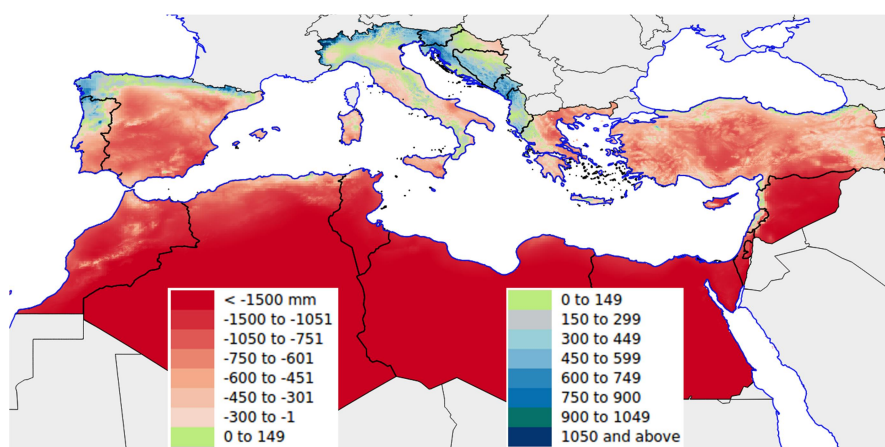 < -1500 mm
-1500 to -1051
-1050 to -751
-750 to -601
-600 to -451
-450 to -301
-300 to -1
0 to 149
0 to 149
150 to 299
300 to 449
450 to 599
600 to 749
750 to 900
900 to 1049
1050 and above